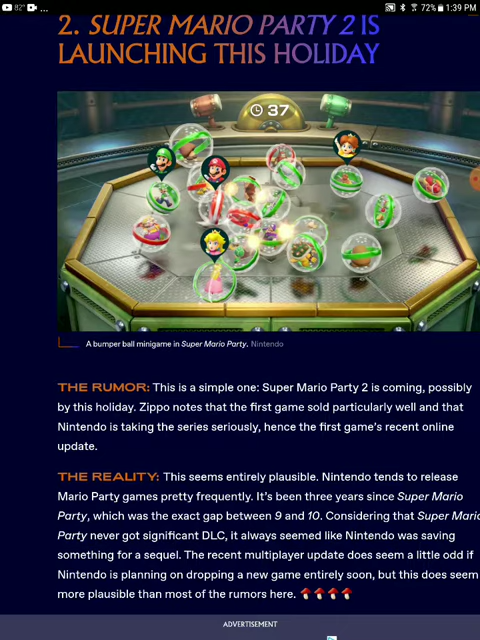 82°
...
72%
1:39 PM
2. SUPER MARIO PARTY 2 IS
LAUNCHING THIS HOLIDAY
37
A bumper ball minigame in Super Mario Party. Nintendo
THE RUMOR: This is a simple one: Super Mario Party 2 is coming, possibly
by this holiday. Zippo notes that the first game sold particularly well and that
Nintendo is taking the series seriously, hence the first game's recent online
update.
THE REALITY: This seems entirely plausible. Nintendo tends to release
Mario Party games pretty frequently. It's been three years since Super Mario
Party, which was the exact gap between 9 and 10. Considering that Super Mario
Party never got significant DLC, it always seemed like Nintendo was saving
something for a sequel. The recent multiplayer update does seem a little odd if
Nintendo is planning on dropping a new game entirely soon, but this does seem
more plausible than most of the rumors here.
ADVERTISEMENT